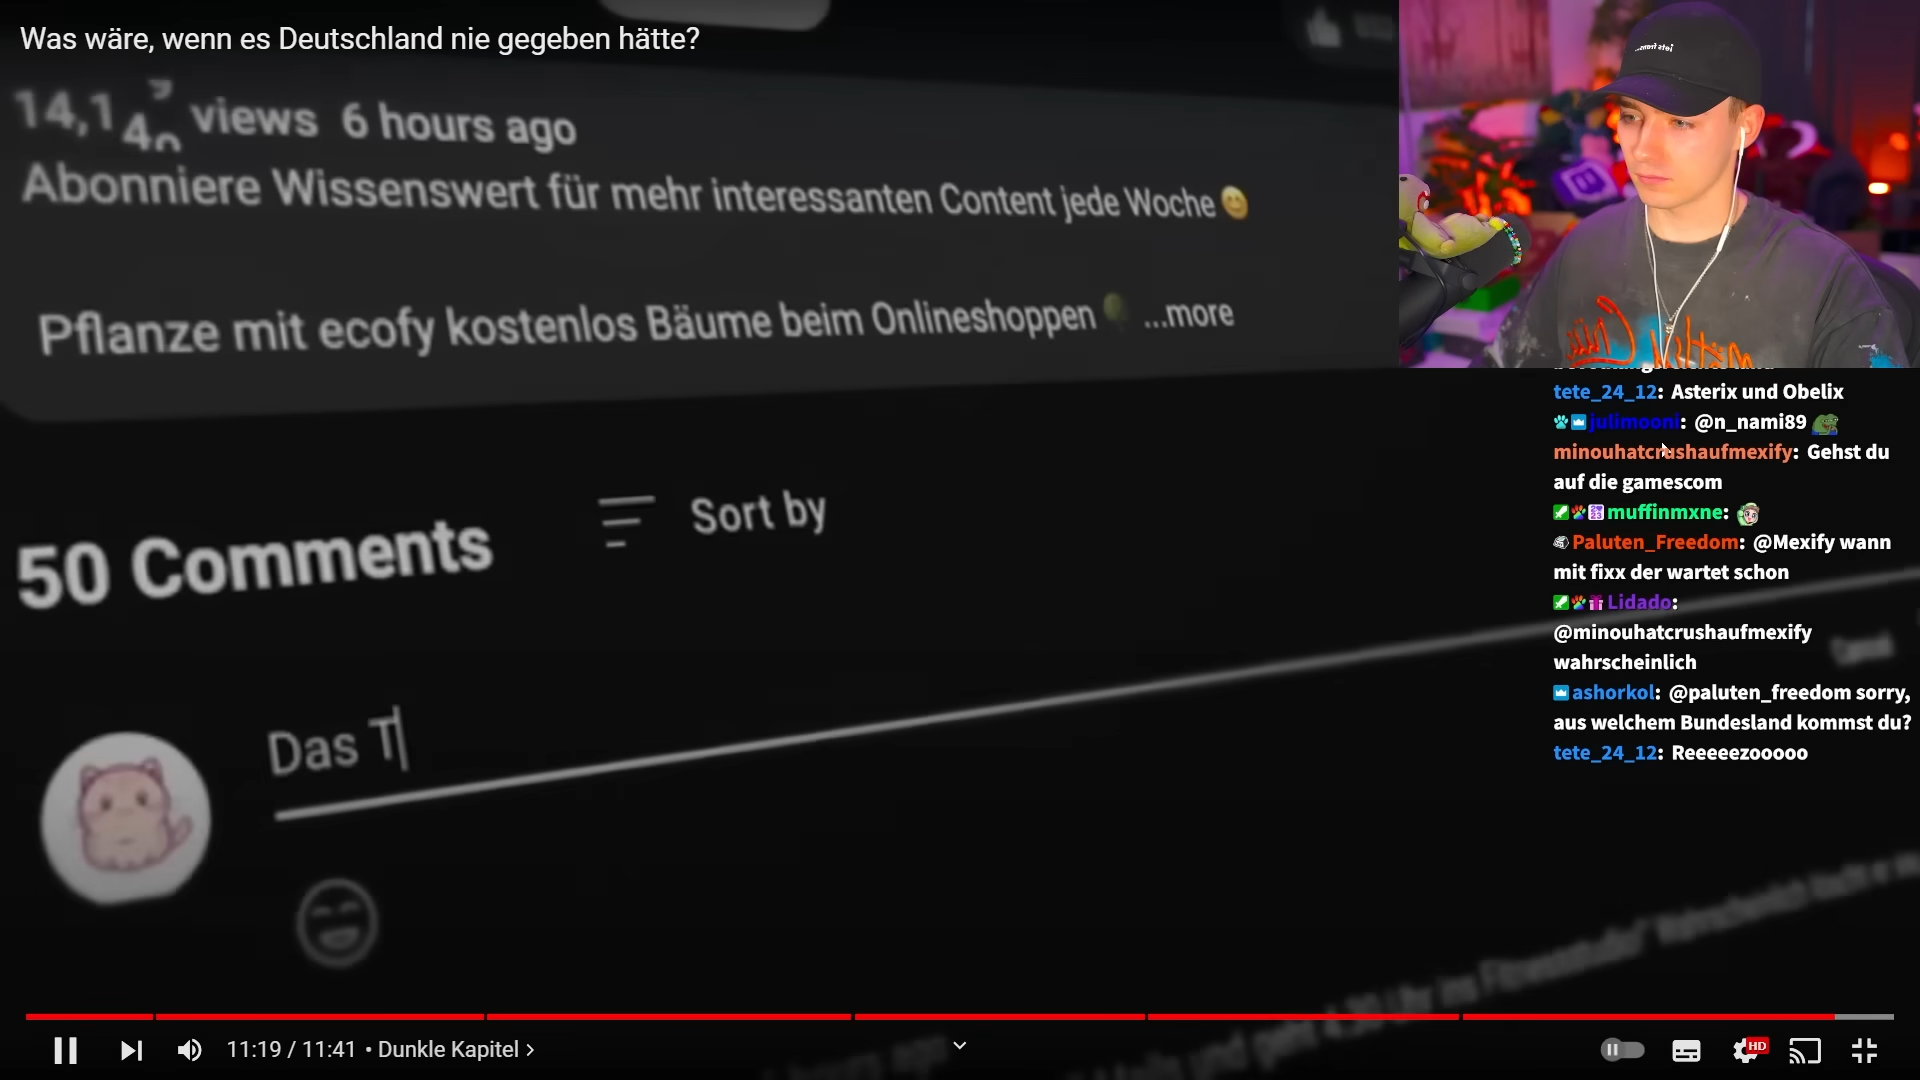 Was wäre, wenn es Deutschland nie gegeben hätte?
views 6 hours ago
Abonniere Wissenswert für mehr interessanten Content jede Woche
Pflanze mit ecofy kostenlos Bäume beim Onlineshoppen ...more
50 Comments
Sort by
Das T
tete_24_12: Asterix und Obelix
julimooni: @n_nami89
minouhatcrushaufmexify: Gehst du
auf die gamescom
muffinmxne:
Paluten_Freedom: @Mexify wann
mit fixx der wartet schon
Lidado:
@minouhatcrushaufmexify
wahrscheinlich
ashorkol: @paluten_freedom sorry,
aus welchem Bundesland kommst du?
tete_24_12: Reeeeezooooo
Cancel
11:19 / 11:41 • Dunkle Kapitel ›
HD